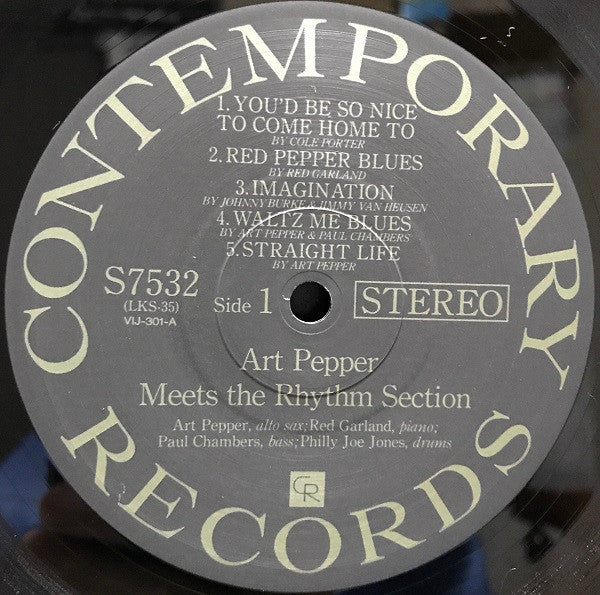 CONTEMPORARY
1. YOU'D BE SO NICE
TO COME HOME TO
BY COLE PORTER
2. RED PEPPER BLUES
BY RED GARLAND
3. IMAGINATION
BY JOHNNY BURKE & JIMMY VAN HEUSEN
4. WALTZ ME BLUES
BY ART PEPPER & PAUL CHAMBERS
5. STRAIGHT LIFE
BY ART PEPPER
S7532
(LKS-35)
VIJ-301-A
Side 1
STEREO
Art Pepper
Meets the Rhythm Section
Art Pepper, alto sax; Red Garland, piano;
Paul Chambers, bass; Philly Joe Jones, drums
CR
RECORDS